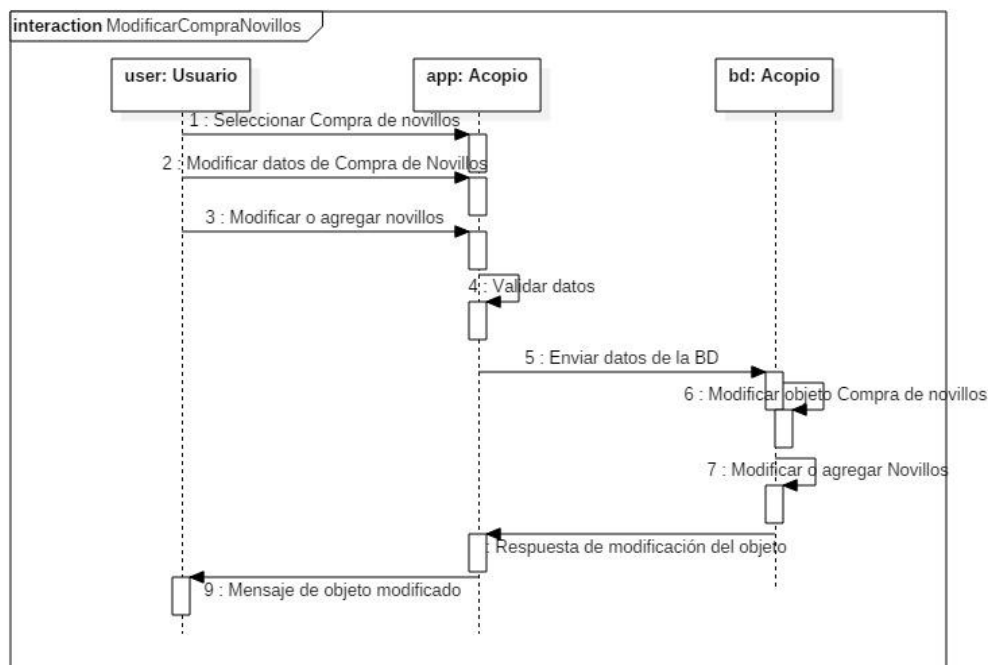 interaction ModificarCompraNovillos
user: Usuario
app: Acopio
bd: Acopio
1 : Seleccionar Compra de novillos
2 : Modificar datos de Compra de Novillos
3 : Modificar o agregar novillos
4 : Validar datos
5 : Enviar datos de la BD
6 : Modificar objeto Compra de novillos
7 : Modificar o agregar Novillos
: Respuesta de modificación del objeto
9 : Mensaje de objeto modificado